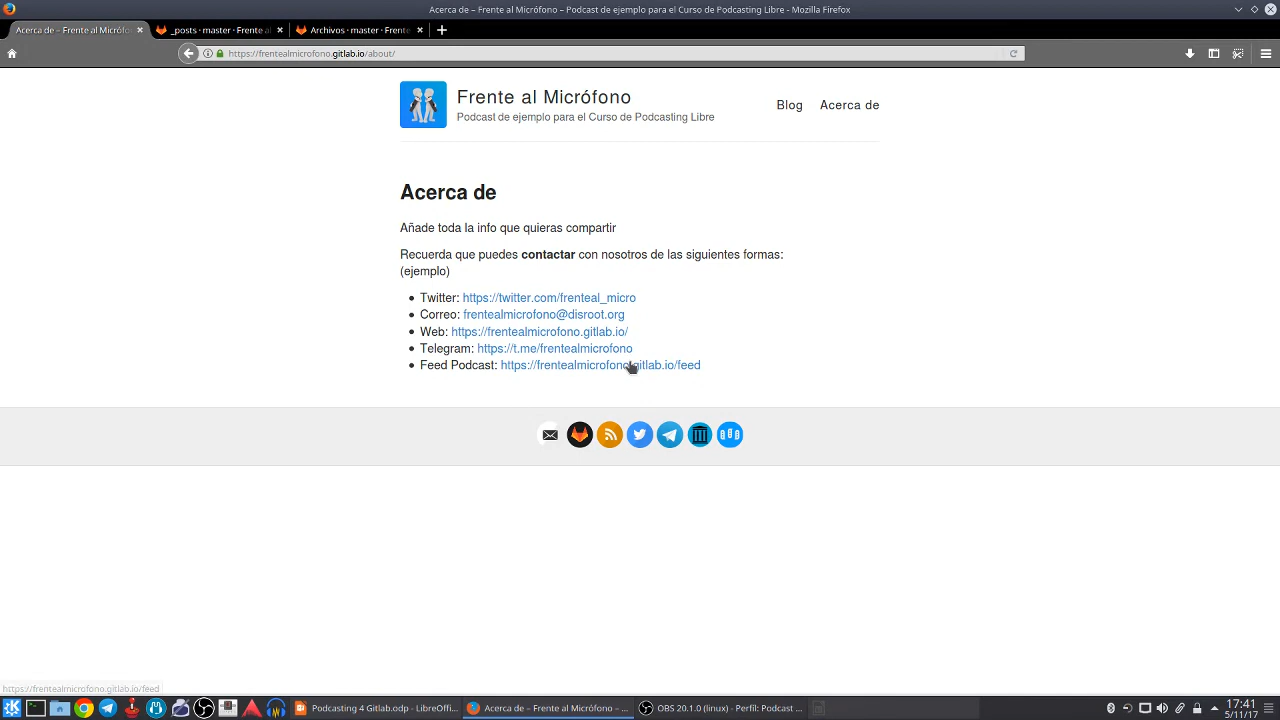 Acerca de – Frente al Micrófono – Podcast de ejemplo para el Curso de Podcasting Libre - Mozilla Firefox
Acerca de – Frente al Micrófo
_posts · master · Frente al
Archivos · master · Frente
https://frentealmicrofono.gitlab.io/about/
Frente al Micrófono
Podcast de ejemplo para el Curso de Podcasting Libre
Blog
Acerca de
Acerca de
Añade toda la info que quieras compartir
Recuerda que puedes contactar con nosotros de las siguientes formas:
(ejemplo)
Twitter: https://twitter.com/frenteal_micro
Correo: frentealmicrofono@disroot.org
Web: https://frentealmicrofono.gitlab.io/
Telegram: https://t.me/frentealmicrofono
Feed Podcast: https://frentealmicrofono.gitlab.io/feed
https://frentealmicrofono.gitlab.io/feed
Podcasting 4 Gitlab.odp - LibreOffi...
Acerca de – Frente al Micrófono – ...
OBS 20.1.0 (linux) - Perfil: Podcast ...
17:41
5/11/17